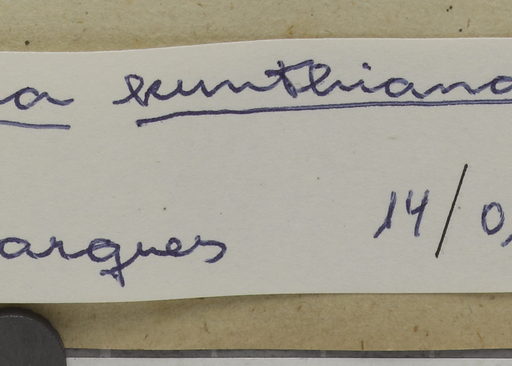 a kunthiana
arques 14/0